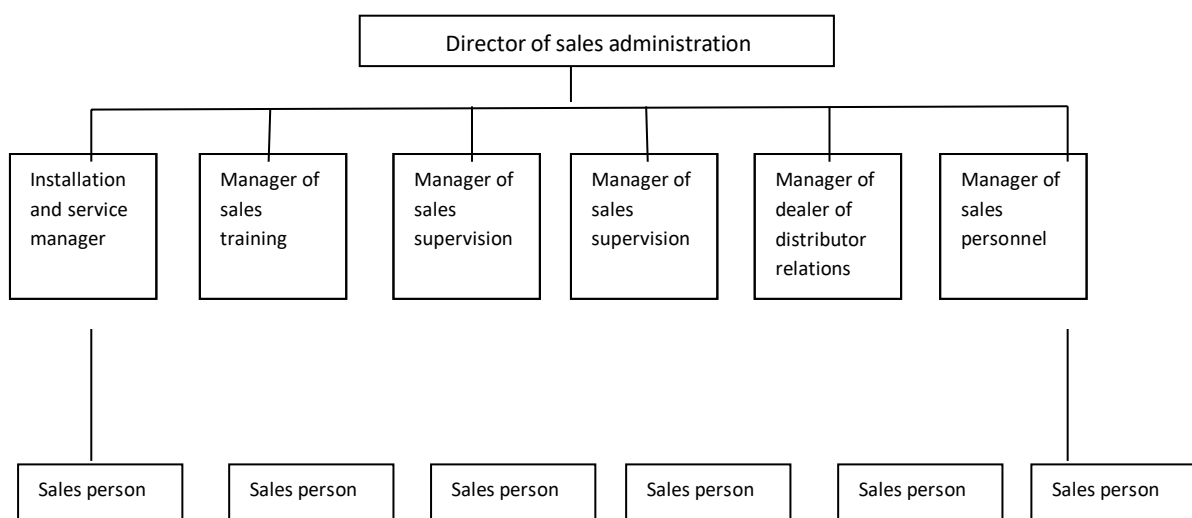 Director of sales administration
Installation
and service
manager
Manager of
sales
training
Manager of
sales
supervision
Manager of
sales
supervision
Manager of
dealer of
distributor
relations
Manager of
sales
personnel
Sales person
Sales person
Sales person
Sales person
Sales person
Sales person